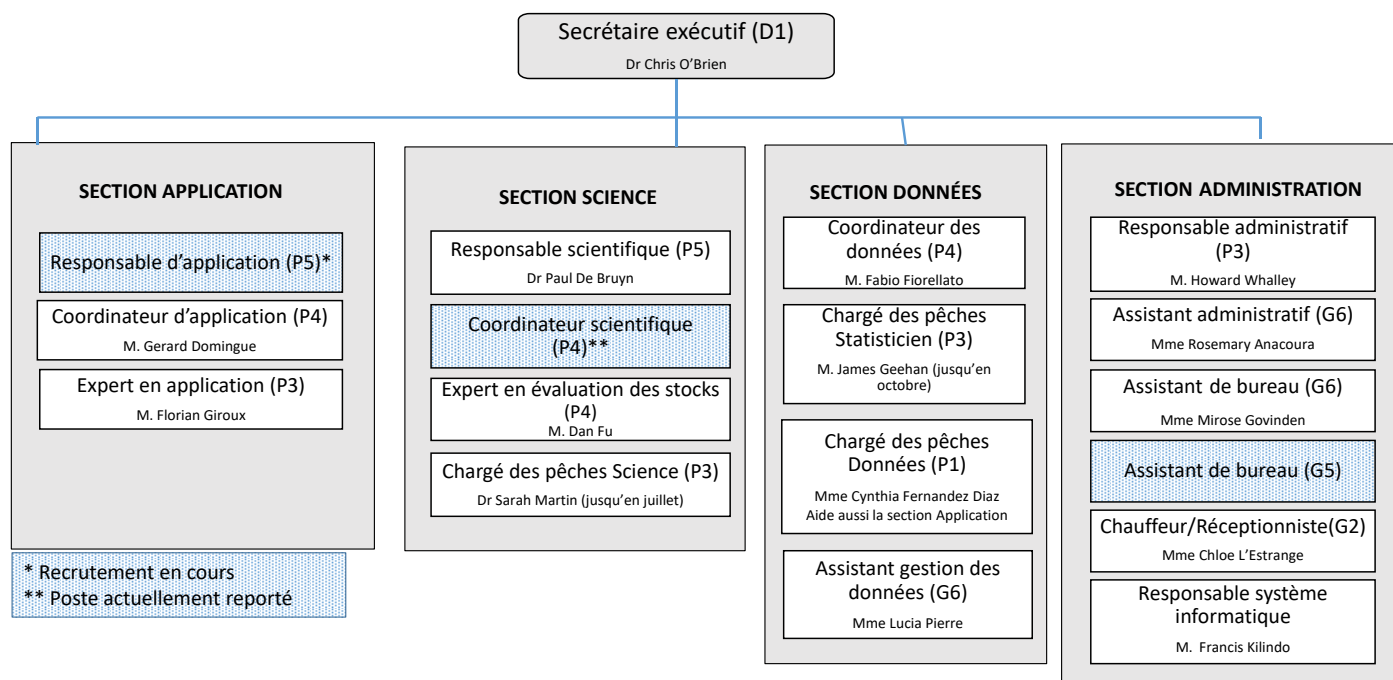 Secrétaire exécutif (D1)
Dr Chris O’Brien
SECTION APPLICATION
Responsable d’application (P5)*
Coordinateur d’application (P4)
M. Gerard Domingue
Expert en application (P3)
M. Florian Giroux
* Recrutement en cours
** Poste actuellement reporté
SECTION SCIENCE
Responsable scientifique (P5)
Dr Paul De Bruyn
Coordinateur scientifique
(P4)**
Expert en évaluation des stocks
(P4)
M. Dan Fu
Chargé des pêches Science (P3)
Dr Sarah Martin (jusqu’en juillet)
SECTION DONNÉES
Coordinateur des
données (P4)
M. Fabio Fiorellato
Chargé des pêches
Statisticien (P3)
M. James Geehan (jusqu’en
octobre)
Chargé des pêches
Données (P1)
Mme Cynthia Fernandez Diaz
Aide aussi la section Application
Assistant gestion des
données (G6)
Mme Lucia Pierre
SECTION ADMINISTRATION
Responsable administratif
(P3)
M. Howard Whalley
Assistant administratif (G6)
Mme Rosemary Anacoura
Assistant de bureau (G6)
Mme Mirose Govinden
Assistant de bureau (G5)
Chauffeur/Réceptionniste(G2)
Mme Chloe L’Estrange
Responsable système
informatique
M. Francis Kilindo